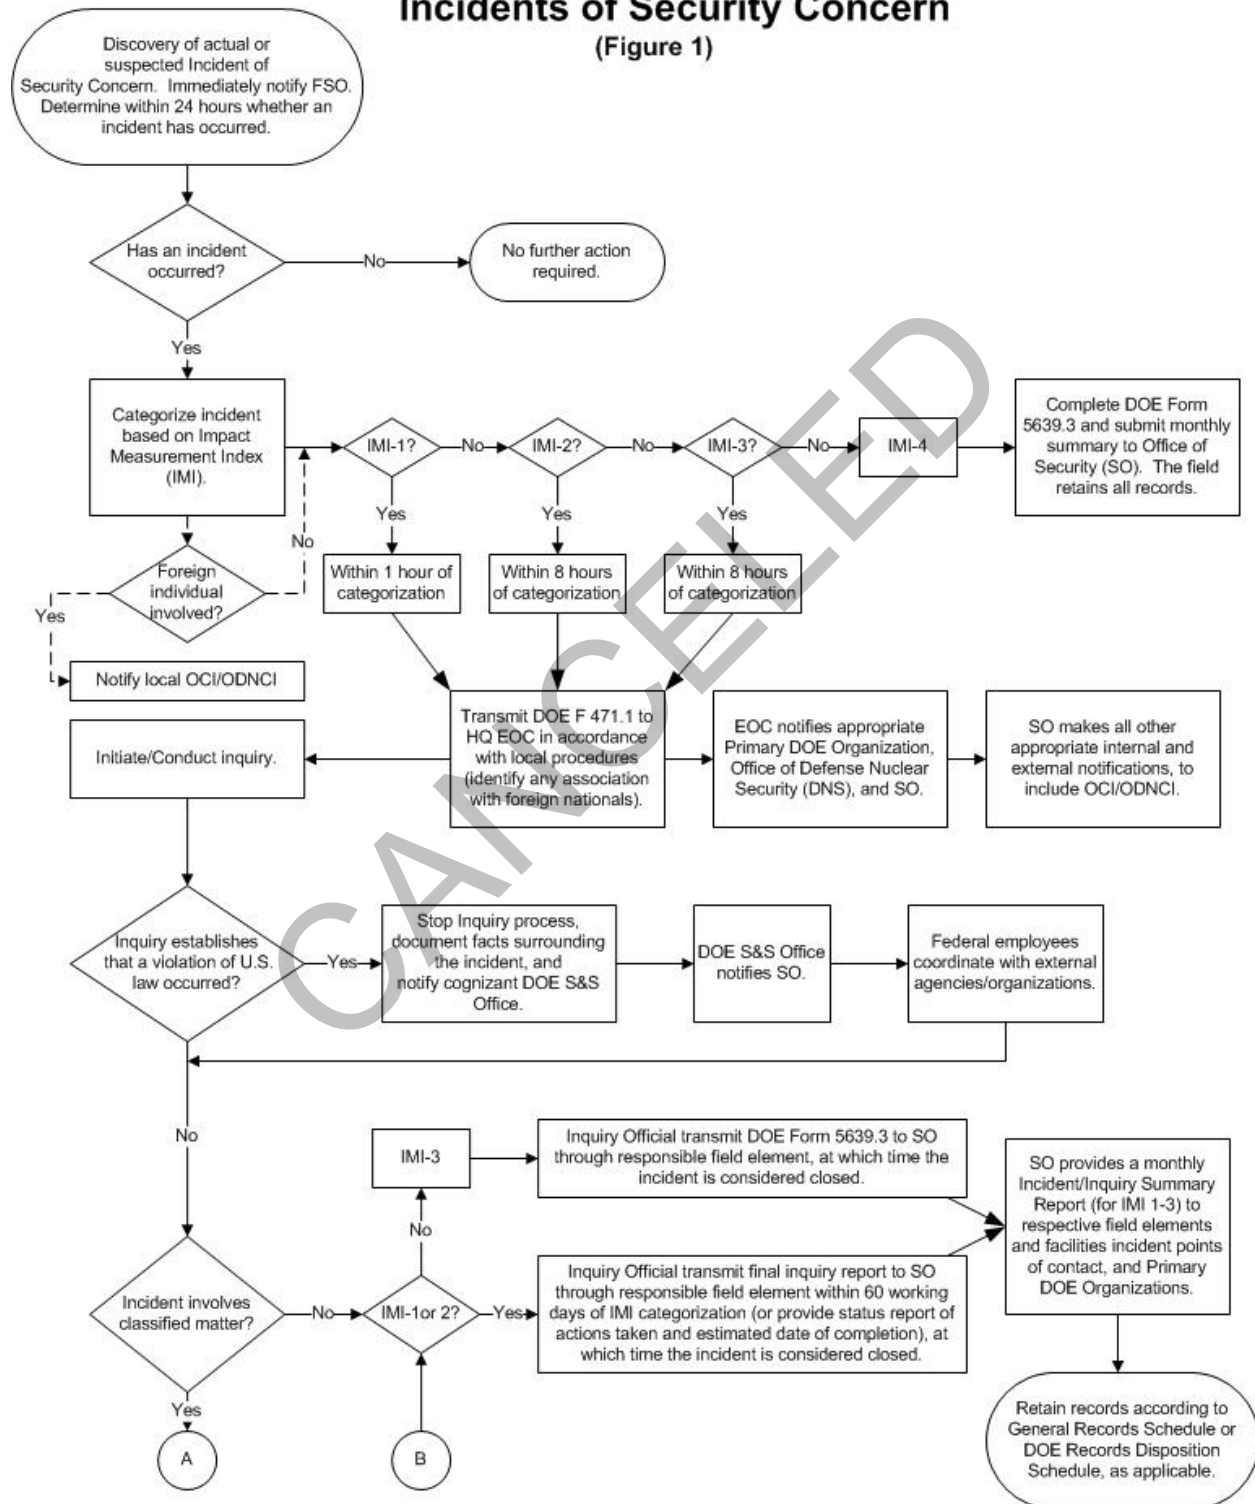 Incidents of Security Concern
(Figure 1)
Discovery of actual or
suspected Incident of
Security Concern. Immediately notify FSO.
Determine within 24 hours whether an
incident has occurred.
Has an incident
occurred?
No
No further action
required.
Yes
Categorize incident
based on Impact
Measurement Index
(IMI).
IMI-1?
No
IMI-2?
No
IMI-3?
No
IMI-4
Complete DOE Form
5639.3 and submit monthly
summary to Office of
Security (SO). The field
retains all records.
Yes
Yes
Yes
No
Foreign
individual
involved?
Yes
Within 1 hour of
categorization
Within 8 hours
of categorization
Within 8 hours
of categorization
Notify local OCI/ODNCI
Initiate/Conduct inquiry.
Transmit DOE F 471.1 to
HQ EOC in accordance
with local procedures
(identify any association
with foreign nationals).
EOC notifies appropriate
Primary DOE Organization,
Office of Defense Nuclear
Security (DNS), and SO.
SO makes all other
appropriate internal and
external notifications, to
include OCI/ODNCI.
Inquiry establishes
that a violation of U.S.
law occurred?
Yes
Stop Inquiry process,
document facts surrounding
the incident, and
notify cognizant DOE S&S
Office.
DOE S&S Office
notifies SO.
Federal employees
coordinate with external
agencies/organizations.
No
IMI-3
Inquiry Official transmit DOE Form 5639.3 to SO
through responsible field element, at which time the
incident is considered closed.
No
Incident involves
classified matter?
No
IMI-1or 2?
Yes
Inquiry Official transmit final inquiry report to SO
through responsible field element within 60 working
days of IMI categorization (or provide status report of
actions taken and estimated date of completion), at
which time the incident is considered closed.
SO provides a monthly
Incident/Inquiry Summary
Report (for IMI 1-3) to
respective field elements
and facilities incident points
of contact, and Primary
DOE Organizations.
Yes
A
B
Retain records according to
General Records Schedule or
DOE Records Disposition
Schedule, as applicable.
CANCELED